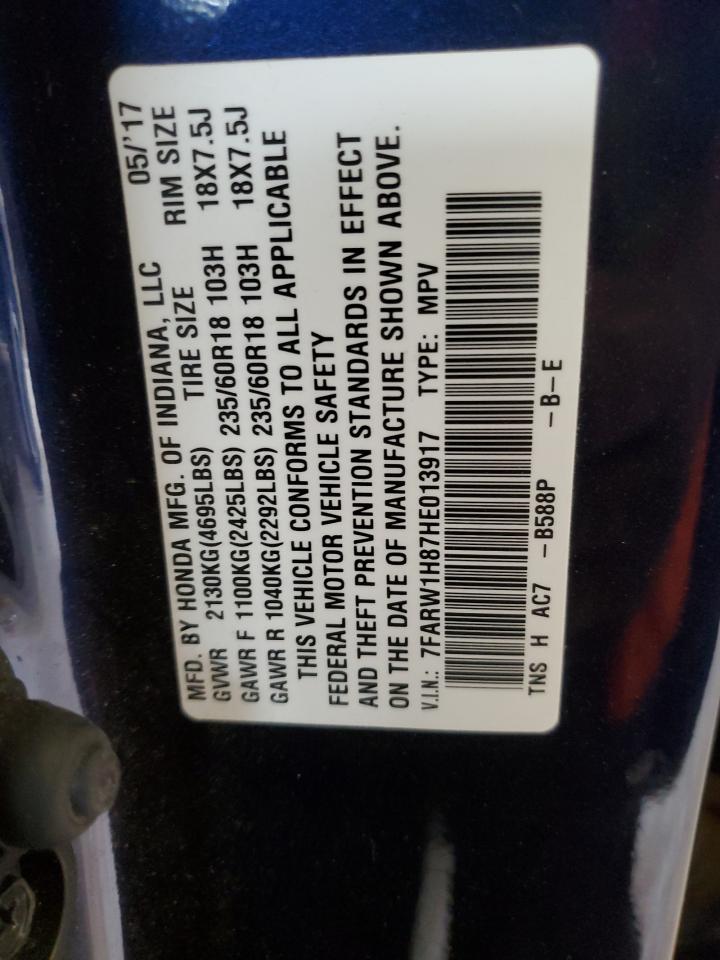 MFD. BY HONDA MFG. OF INDIANA, LLC 05/'17
GVWR 2130KG(4695LBS) TIRE SIZE RIM SIZE
GAWR F 1100KG(2425LBS) 235/60R18 103H 18X7.5J
GAWR R 1040KG(2292LBS) 235/60R18 103H 18X7.5J
THIS VEHICLE CONFORMS TO ALL APPLICABLE
FEDERAL MOTOR VEHICLE SAFETY
AND THEFT PREVENTION STANDARDS IN EFFECT
ON THE DATE OF MANUFACTURE SHOWN ABOVE.
V.I.N.: 7FARW1H87HE013917 TYPE: MPV
TNS H AC7 -B588P -B-E